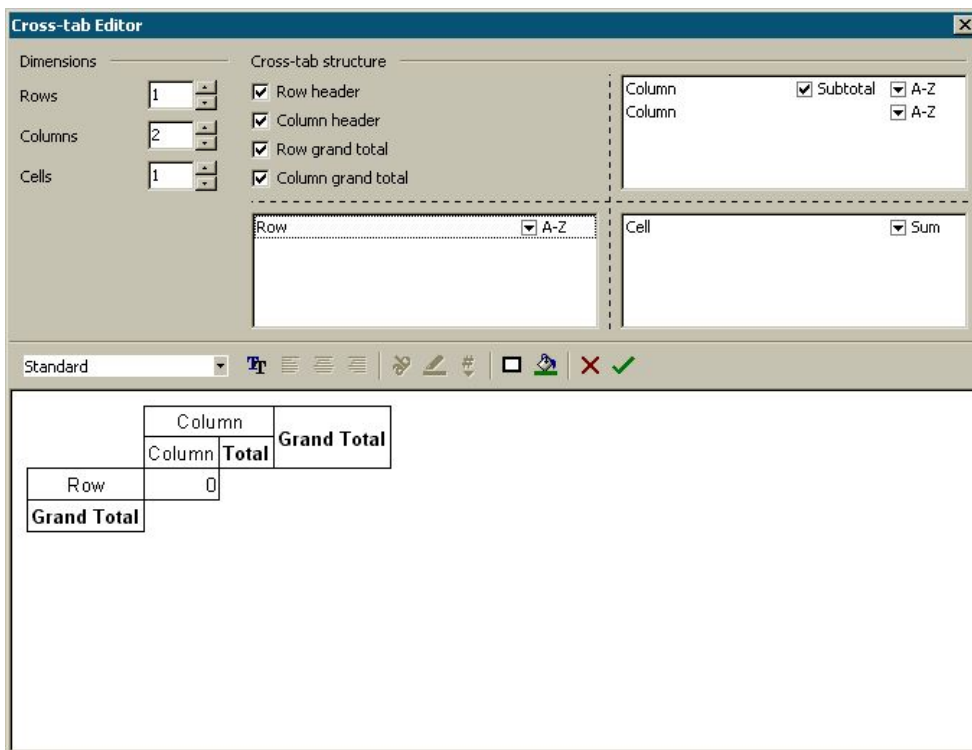 Cross-tab Editor
Dimensions
Rows 1
Columns 2
Cells 1
Cross-tab structure
Row header
Column header
Row grand total
Column grand total
Column Subtotal A-Z
Column A-Z
Row A-Z
Cell Sum
Standard
Column
Grand Total
Column Total
Row 0
Grand Total